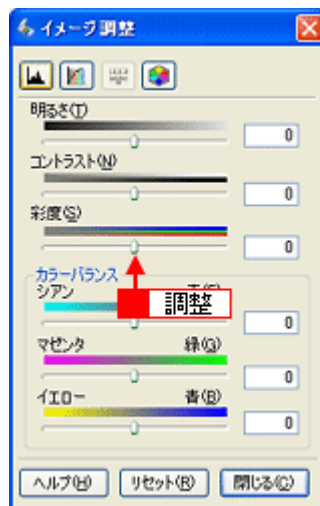 イメージ調整
明るさ(T)
0
コントラスト(N)
0
彩度(S)
0
カラーバランス
シアン
調整
0
マゼンタ 緑(G)
0
イエロー 青(B)
0
ヘルプ(H) リセット(R) 閉じる(C)